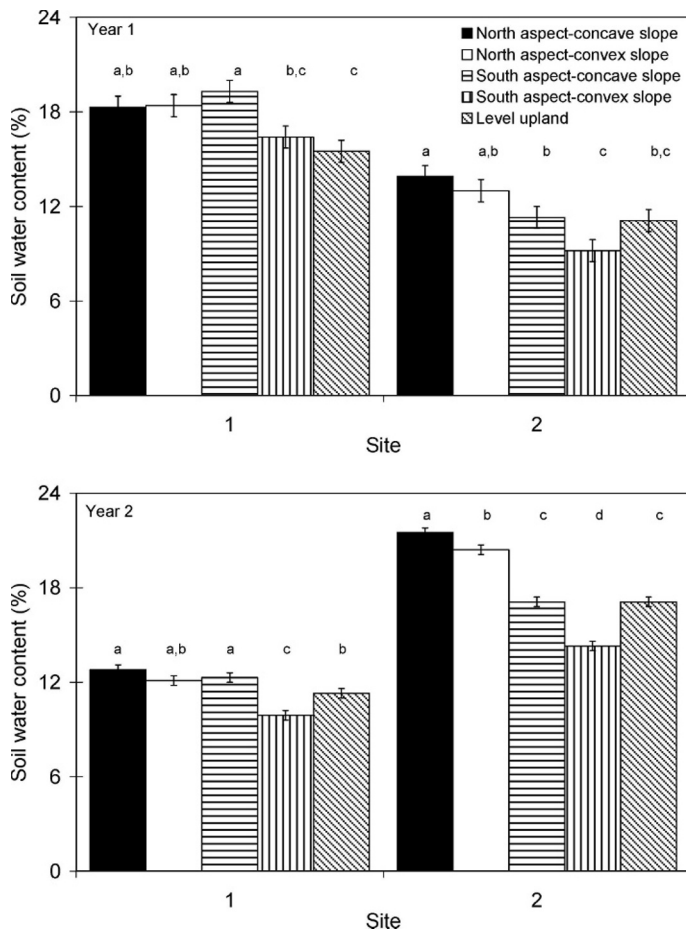 24
Year 1
North aspect-concave slope
North aspect-convex slope
South aspect-concave slope
South aspect-convex slope
Level upland
a,b a,b a b,c c
18
a a,b b c b,c
12
6
0
Soil water content (%)
1 2
Site
24
Year 2
a b c d c
18
a a,b a c b
12
6
0
Soil water content (%)
1 2
Site